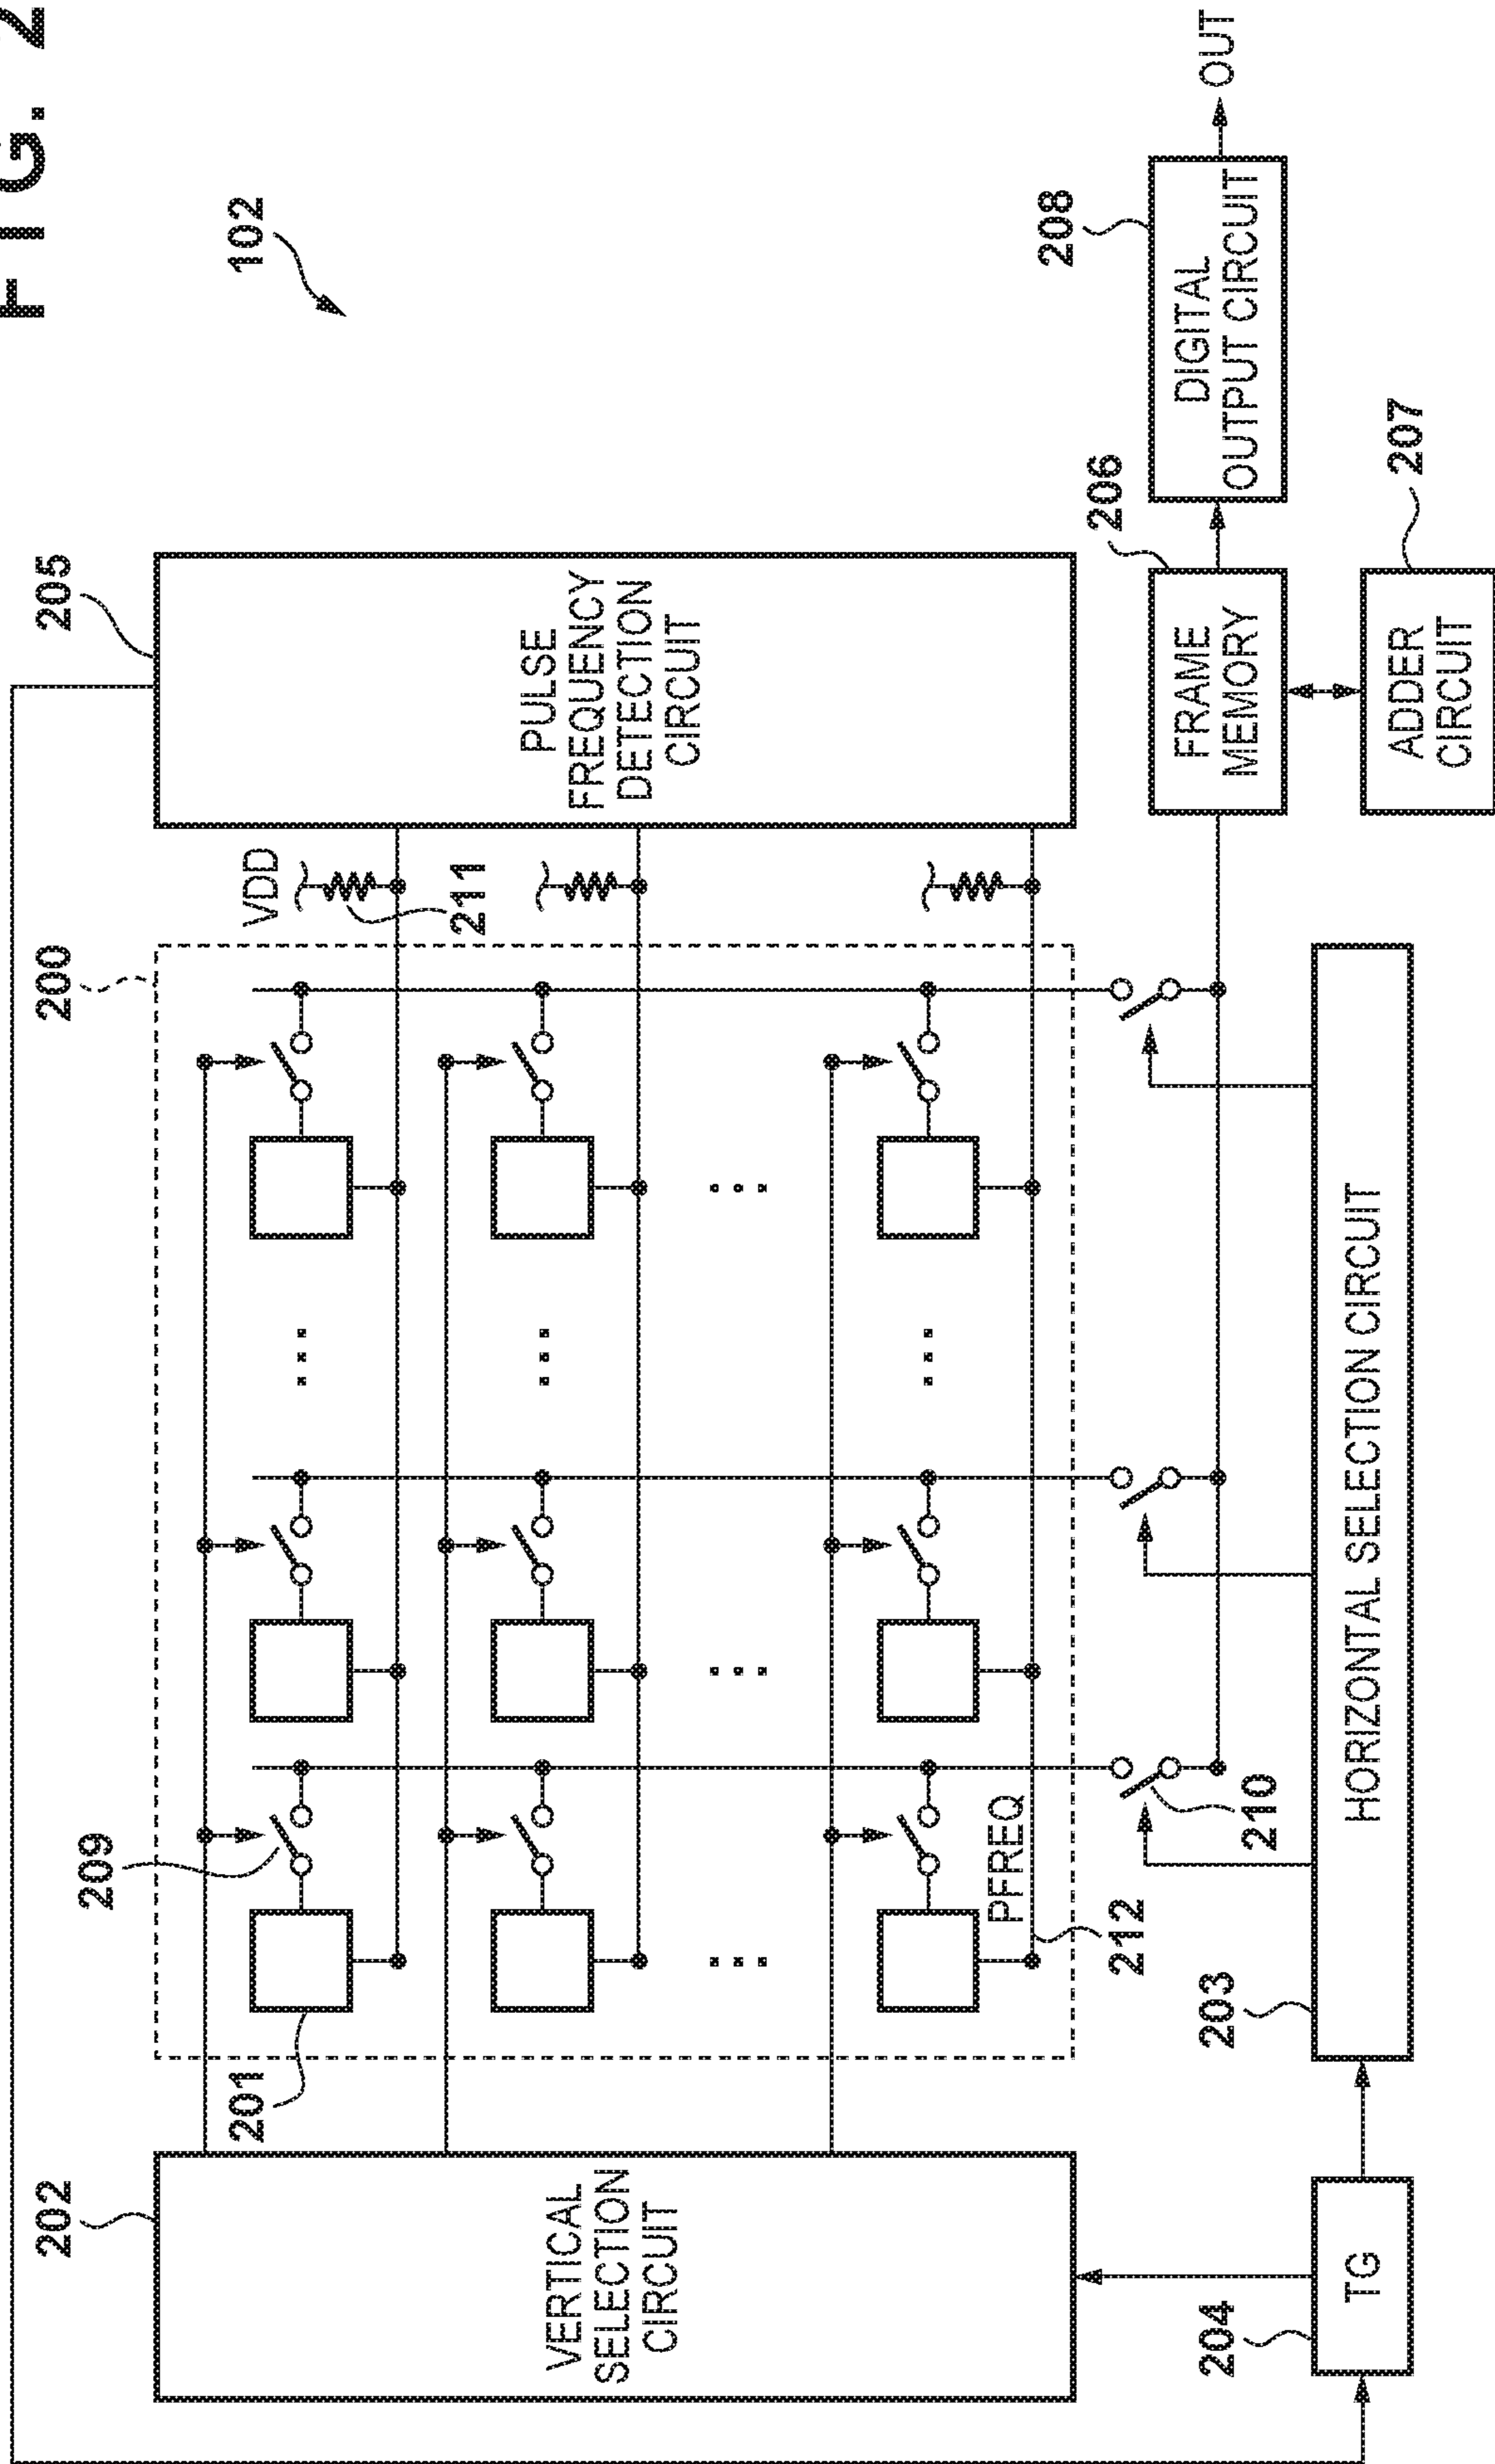 FIG. 2
102
202
VERTICAL
SELECTION
CIRCUIT
201
209
200
VDD
211
205
PULSE
FREQUENCY
DETECTION
CIRCUIT
PFREQ
212
210
204
TG
203
HORIZONTAL SELECTION CIRCUIT
206
FRAME
MEMORY
207
ADDER
CIRCUIT
208
DIGITAL
OUTPUT CIRCUIT
OUT